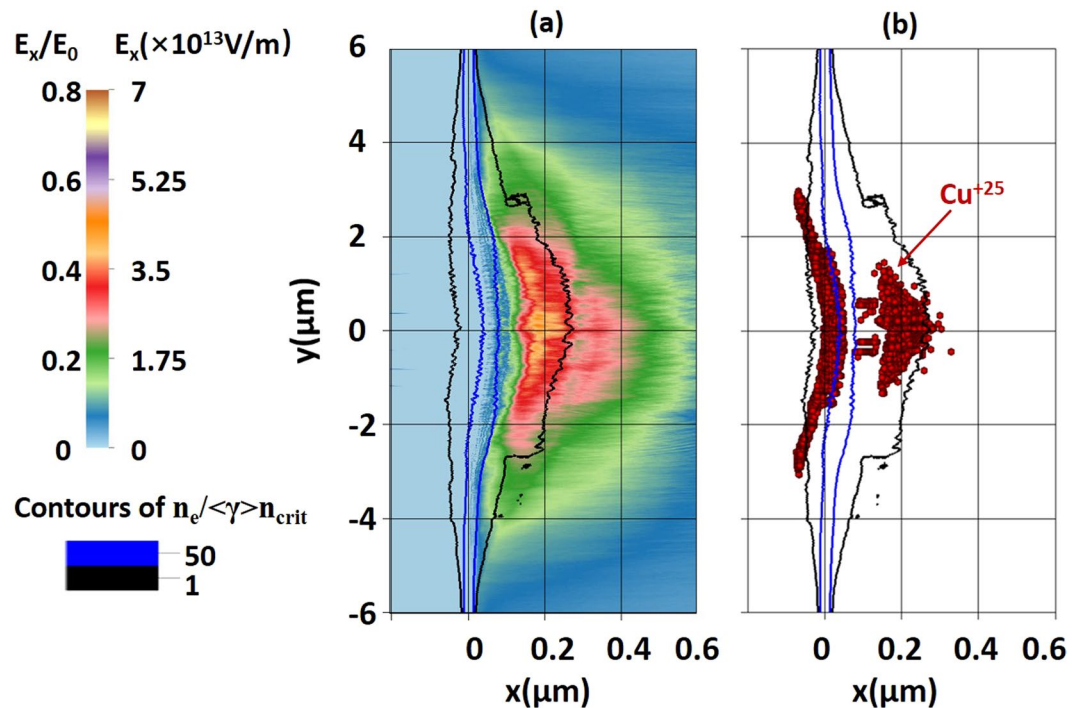 (a)
(b)
Eₓ/E₀ Eₓ(×10¹³V/m)
0.8 7
0.6 5.25
0.4 3.5
0.2 1.75
0 0
Contours of nₑ/<γ>n_crit
50
1
6
4
2
0
-2
-4
-6
y(μm)
0 0.2 0.4 0.6
x(μm)
Cu⁺²⁵
0 0.2 0.4 0.6
x(μm)